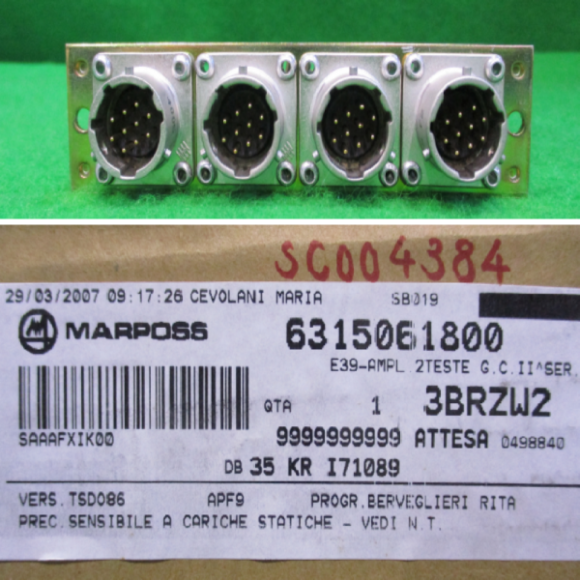 SC004384
29/03/2007 09:17:26 CEVOLANI MARIA SB019
MARPOSS 6315061800
E39-AMPL.2TESTE G.C.II^SER.
QTA 1 3BRZW2
SAAAFXIK00 9999999999 ATTESA 0498840
DB 35 KR I71089
VERS.TSD086 APF9 PROGR.BERVEGLIERI RITA
PREC.SENSIBILE A CARICHE STATICHE - VEDI N.T.